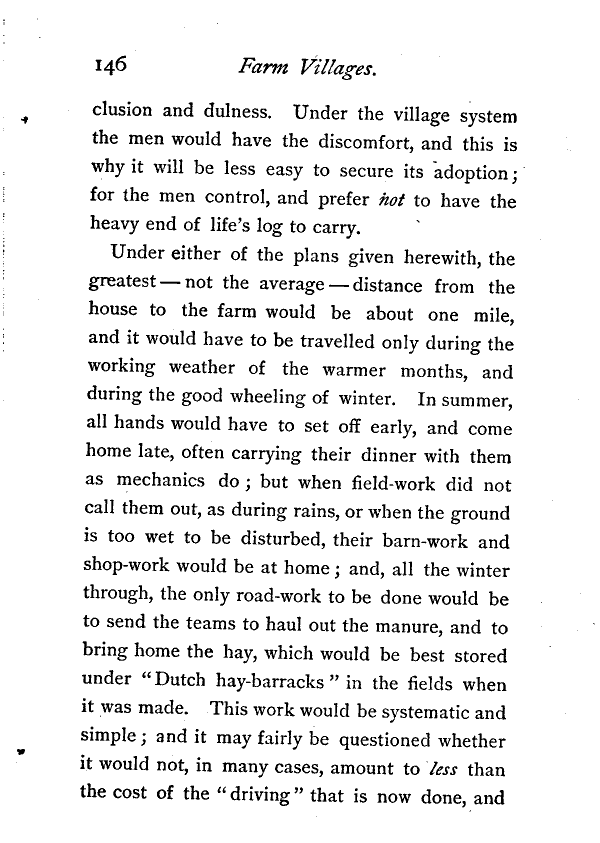 146 Farm Villages.
clusion and dulness. Under the village system
the men would have the discomfort, and this is
why it will be less easy to secure its adoption;
for the men control, and prefer not to have the
heavy end of life's log to carry.
Under either of the plans given herewith, the
greatest — not the average — distance from the
house to the farm would be about one mile,
and it would have to be travelled only during the
working weather of the warmer months, and
during the good wheeling of winter. In summer,
all hands would have to set off early, and come
home late, often carrying their dinner with them
as mechanics do ; but when field-work did not
call them out, as during rains, or when the ground
is too wet to be disturbed, their barn-work and
shop-work would be at home ; and, all the winter
through, the only road-work to be done would be
to send the teams to haul out the manure, and to
bring home the hay, which would be best stored
under "Dutch hay-barracks" in the fields when
it was made. This work would be systematic and
simple ; and it may fairly be questioned whether
it would not, in many cases, amount to less than
the cost of the "driving" that is now done, and